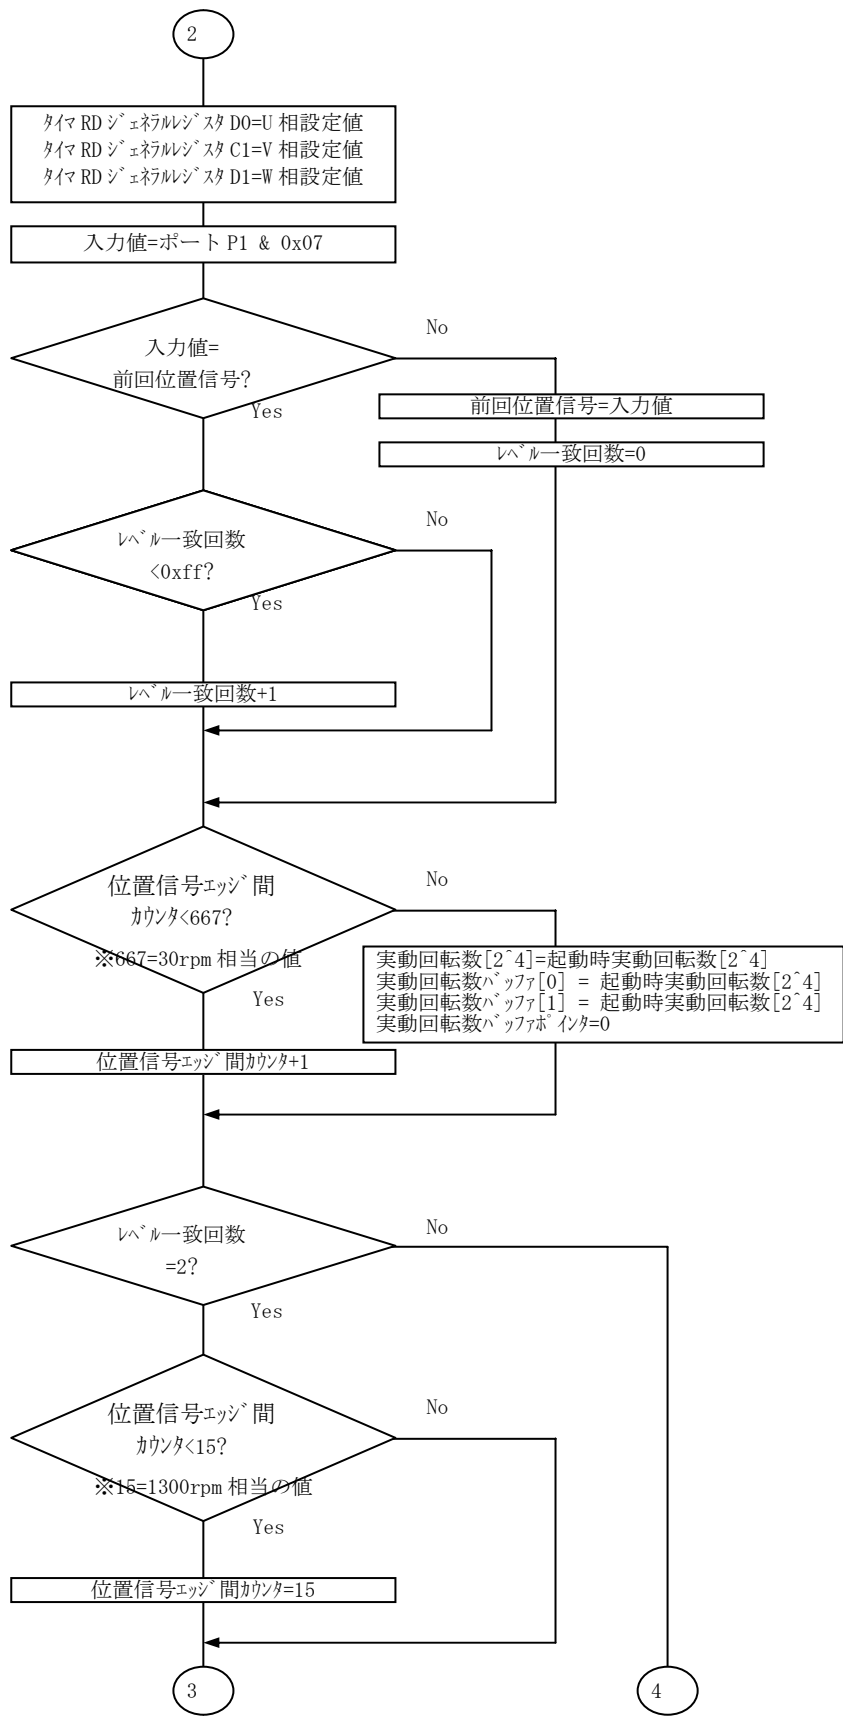 2
ﾀｲﾏ RD ｼﾞｪﾈﾗﾙﾚｼﾞｽﾀ D0=U 相設定値
ﾀｲﾏ RD ｼﾞｪﾈﾗﾙﾚｼﾞｽﾀ C1=V 相設定値
ﾀｲﾏ RD ｼﾞｪﾈﾗﾙﾚｼﾞｽﾀ D1=W 相設定値
入力値=ポート P1 & 0x07
入力値=
前回位置信号?
No
Yes
前回位置信号=入力値
ﾚﾍﾞﾙ一致回数=0
ﾚﾍﾞﾙ一致回数
<0xff?
No
Yes
ﾚﾍﾞﾙ一致回数+1
位置信号ｴｯｼﾞ間
ｶｳﾝﾀ<667?
※667=30rpm 相当の値
No
Yes
実動回転数[2^4]=起動時実動回転数[2^4]
実動回転数ﾊﾞｯﾌｧ[0] = 起動時実動回転数[2^4]
実動回転数ﾊﾞｯﾌｧ[1] = 起動時実動回転数[2^4]
実動回転数ﾊﾞｯﾌｧﾎﾟｲﾝﾀ=0
位置信号ｴｯｼﾞ間ｶｳﾝﾀ+1
ﾚﾍﾞﾙ一致回数
=2?
No
Yes
位置信号ｴｯｼﾞ間
ｶｳﾝﾀ<15?
※15=1300rpm 相当の値
No
Yes
位置信号ｴｯｼﾞ間ｶｳﾝﾀ=15
3
4